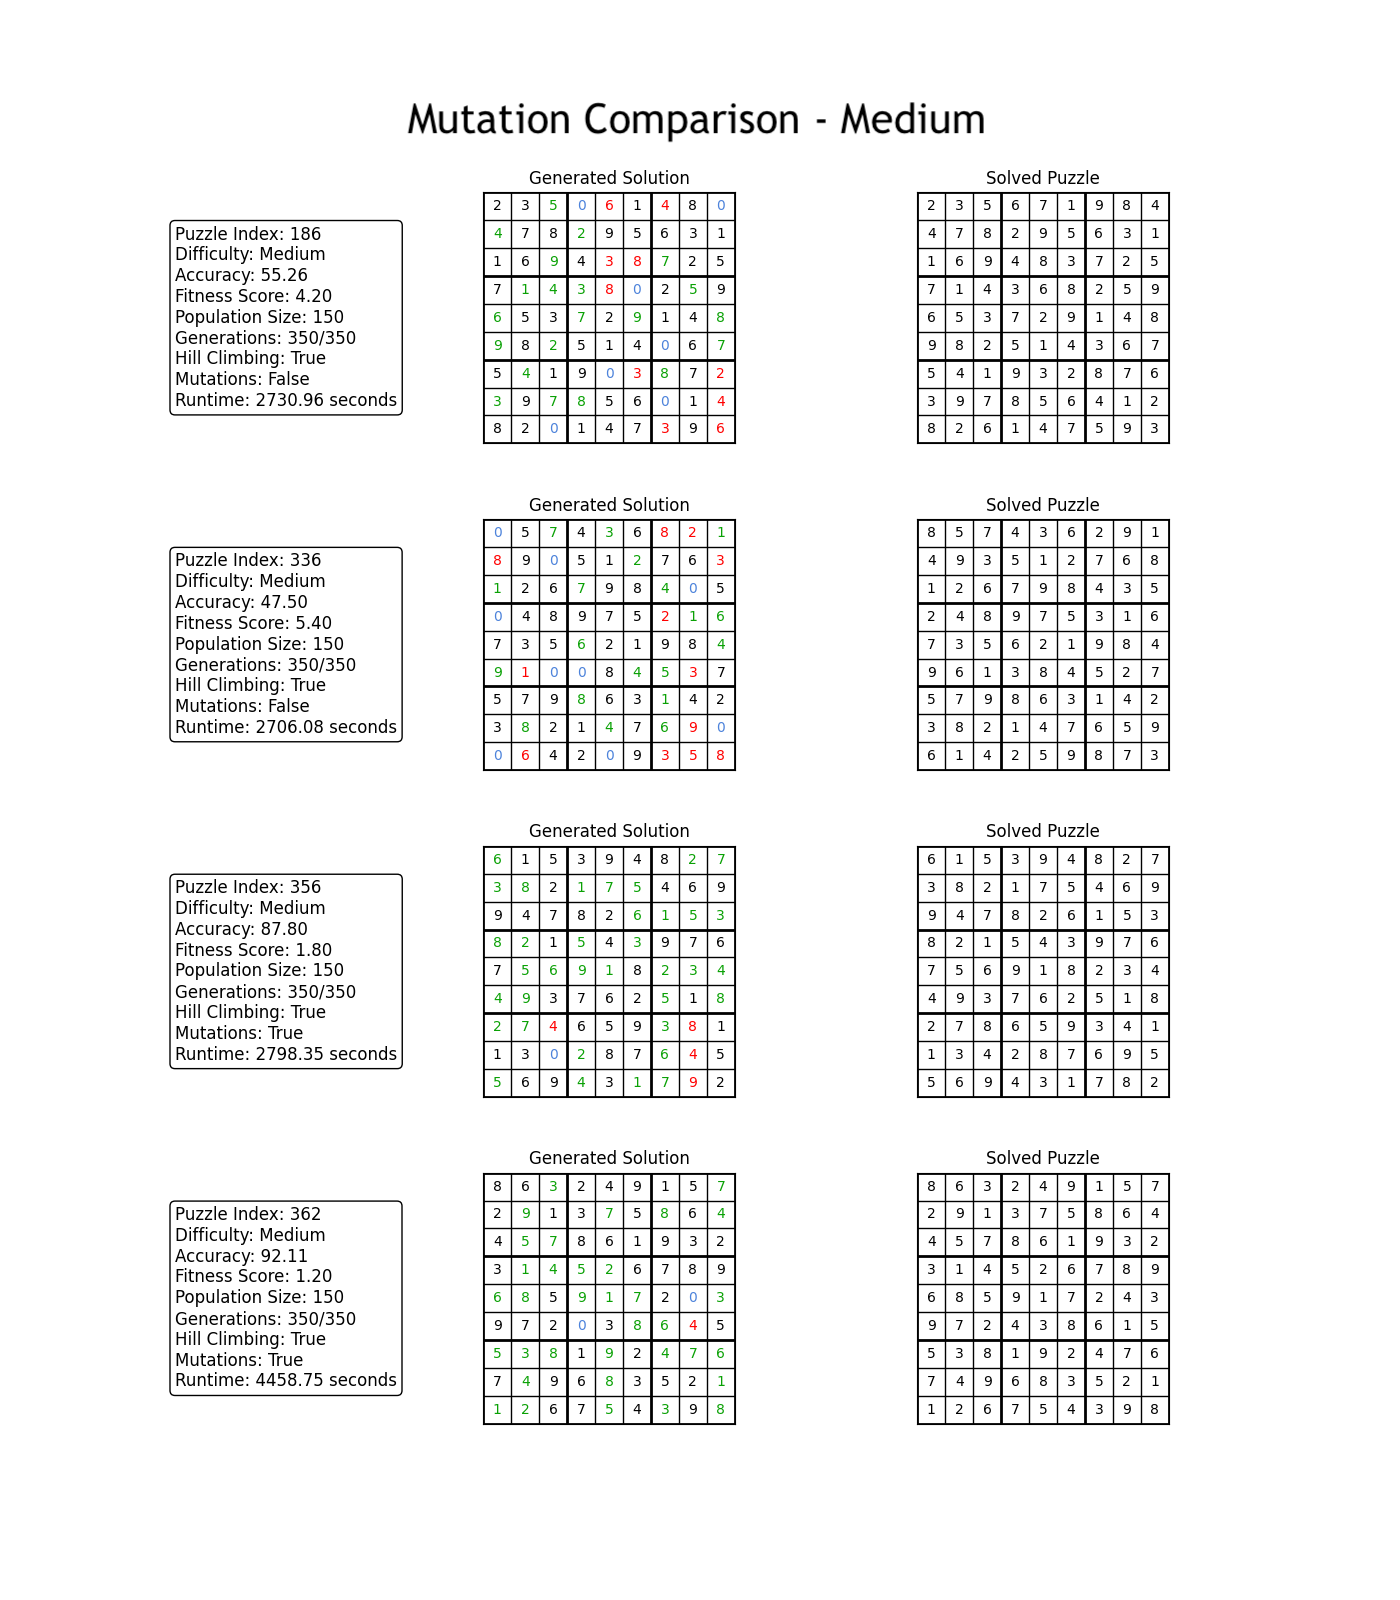 Mutation Comparison - Medium
Generated Solution
Solved Puzzle
Puzzle Index: 186
Difficulty: Medium
Accuracy: 55.26
Fitness Score: 4.20
Population Size: 150
Generations: 350/350
Hill Climbing: True
Mutations: False
Runtime: 2730.96 seconds
2 3 5 0 6 1 4 8 0
4 7 8 2 9 5 6 3 1
1 6 9 4 3 8 7 2 5
7 1 4 3 8 0 2 5 9
6 5 3 7 2 9 1 4 8
9 8 2 5 1 4 0 6 7
5 4 1 9 0 3 8 7 2
3 9 7 8 5 6 0 1 4
8 2 0 1 4 7 3 9 6
2 3 5 6 7 1 9 8 4
4 7 8 2 9 5 6 3 1
1 6 9 4 8 3 7 2 5
7 1 4 3 6 8 2 5 9
6 5 3 7 2 9 1 4 8
9 8 2 5 1 4 3 6 7
5 4 1 9 3 2 8 7 6
3 9 7 8 5 6 4 1 2
8 2 6 1 4 7 5 9 3
Generated Solution
Solved Puzzle
Puzzle Index: 336
Difficulty: Medium
Accuracy: 47.50
Fitness Score: 5.40
Population Size: 150
Generations: 350/350
Hill Climbing: True
Mutations: False
Runtime: 2706.08 seconds
0 5 7 4 3 6 8 2 1
8 9 0 5 1 2 7 6 3
1 2 6 7 9 8 4 0 5
0 4 8 9 7 5 2 1 6
7 3 5 6 2 1 9 8 4
9 1 0 0 8 4 5 3 7
5 7 9 8 6 3 1 4 2
3 8 2 1 4 7 6 9 0
0 6 4 2 0 9 3 5 8
8 5 7 4 3 6 2 9 1
4 9 3 5 1 2 7 6 8
1 2 6 7 9 8 4 3 5
2 4 8 9 7 5 3 1 6
7 3 5 6 2 1 9 8 4
9 6 1 3 8 4 5 2 7
5 7 9 8 6 3 1 4 2
3 8 2 1 4 7 6 5 9
6 1 4 2 5 9 8 7 3
Generated Solution
Solved Puzzle
Puzzle Index: 356
Difficulty: Medium
Accuracy: 87.80
Fitness Score: 1.80
Population Size: 150
Generations: 350/350
Hill Climbing: True
Mutations: True
Runtime: 2798.35 seconds
6 1 5 3 9 4 8 2 7
3 8 2 1 7 5 4 6 9
9 4 7 8 2 6 1 5 3
8 2 1 5 4 3 9 7 6
7 5 6 9 1 8 2 3 4
4 9 3 7 6 2 5 1 8
2 7 4 6 5 9 3 8 1
1 3 0 2 8 7 6 4 5
5 6 9 4 3 1 7 9 2
6 1 5 3 9 4 8 2 7
3 8 2 1 7 5 4 6 9
9 4 7 8 2 6 1 5 3
8 2 1 5 4 3 9 7 6
7 5 6 9 1 8 2 3 4
4 9 3 7 6 2 5 1 8
2 7 8 6 5 9 3 4 1
1 3 4 2 8 7 6 9 5
5 6 9 4 3 1 7 8 2
Generated Solution
Solved Puzzle
Puzzle Index: 362
Difficulty: Medium
Accuracy: 92.11
Fitness Score: 1.20
Population Size: 150
Generations: 350/350
Hill Climbing: True
Mutations: True
Runtime: 4458.75 seconds
8 6 3 2 4 9 1 5 7
2 9 1 3 7 5 8 6 4
4 5 7 8 6 1 9 3 2
3 1 4 5 2 6 7 8 9
6 8 5 9 1 7 2 0 3
9 7 2 0 3 8 6 4 5
5 3 8 1 9 2 4 7 6
7 4 9 6 8 3 5 2 1
1 2 6 7 5 4 3 9 8
8 6 3 2 4 9 1 5 7
2 9 1 3 7 5 8 6 4
4 5 7 8 6 1 9 3 2
3 1 4 5 2 6 7 8 9
6 8 5 9 1 7 2 4 3
9 7 2 4 3 8 6 1 5
5 3 8 1 9 2 4 7 6
7 4 9 6 8 3 5 2 1
1 2 6 7 5 4 3 9 8